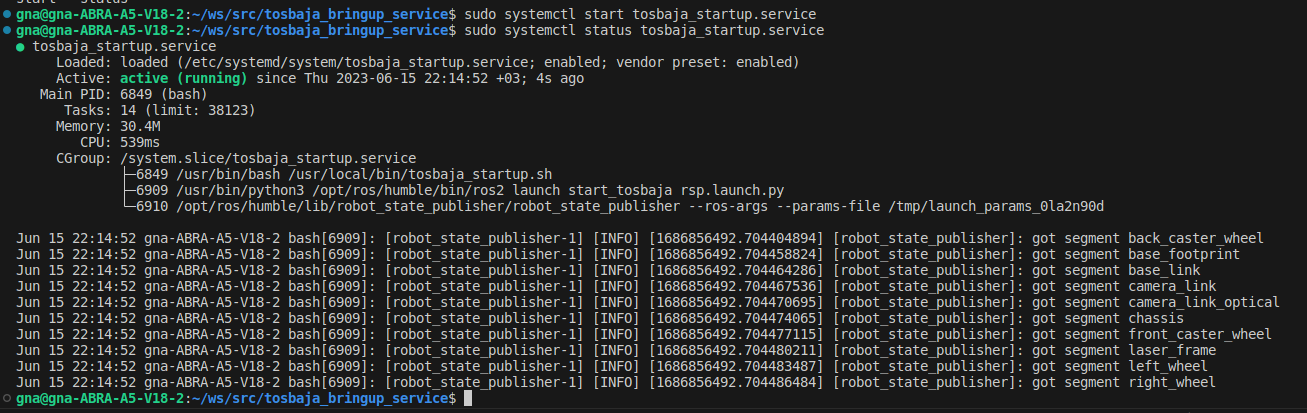 gna@gna-ABRA-A5-V18-2:~/ws/src/tosbaja_bringup_service$ sudo systemctl start tosbaja_startup.service
gna@gna-ABRA-A5-V18-2:~/ws/src/tosbaja_bringup_service$ sudo systemctl status tosbaja_startup.service
● tosbaja_startup.service
     Loaded: loaded (/etc/systemd/system/tosbaja_startup.service; enabled; vendor preset: enabled)
     Active: active (running) since Thu 2023-06-15 22:14:52 +03; 4s ago
   Main PID: 6849 (bash)
      Tasks: 14 (limit: 38123)
     Memory: 30.4M
        CPU: 539ms
     CGroup: /system.slice/tosbaja_startup.service
             ├─6849 /usr/bin/bash /usr/local/bin/tosbaja_startup.sh
             ├─6909 /usr/bin/python3 /opt/ros/humble/bin/ros2 launch start_tosbaja rsp.launch.py
             └─6910 /opt/ros/humble/lib/robot_state_publisher/robot_state_publisher --ros-args --params-file /tmp/launch_params_0la2n90d
Jun 15 22:14:52 gna-ABRA-A5-V18-2 bash[6909]: [robot_state_publisher-1] [INFO] [1686856492.704404894] [robot_state_publisher]: got segment back_caster_wheel
Jun 15 22:14:52 gna-ABRA-A5-V18-2 bash[6909]: [robot_state_publisher-1] [INFO] [1686856492.704458824] [robot_state_publisher]: got segment base_footprint
Jun 15 22:14:52 gna-ABRA-A5-V18-2 bash[6909]: [robot_state_publisher-1] [INFO] [1686856492.704464286] [robot_state_publisher]: got segment base_link
Jun 15 22:14:52 gna-ABRA-A5-V18-2 bash[6909]: [robot_state_publisher-1] [INFO] [1686856492.704467536] [robot_state_publisher]: got segment camera_link
Jun 15 22:14:52 gna-ABRA-A5-V18-2 bash[6909]: [robot_state_publisher-1] [INFO] [1686856492.704470695] [robot_state_publisher]: got segment camera_link_optical
Jun 15 22:14:52 gna-ABRA-A5-V18-2 bash[6909]: [robot_state_publisher-1] [INFO] [1686856492.704474065] [robot_state_publisher]: got segment chassis
Jun 15 22:14:52 gna-ABRA-A5-V18-2 bash[6909]: [robot_state_publisher-1] [INFO] [1686856492.704477115] [robot_state_publisher]: got segment front_caster_wheel
Jun 15 22:14:52 gna-ABRA-A5-V18-2 bash[6909]: [robot_state_publisher-1] [INFO] [1686856492.704480211] [robot_state_publisher]: got segment laser_frame
Jun 15 22:14:52 gna-ABRA-A5-V18-2 bash[6909]: [robot_state_publisher-1] [INFO] [1686856492.704483487] [robot_state_publisher]: got segment left_wheel
Jun 15 22:14:52 gna-ABRA-A5-V18-2 bash[6909]: [robot_state_publisher-1] [INFO] [1686856492.704486484] [robot_state_publisher]: got segment right_wheel
gna@gna-ABRA-A5-V18-2:~/ws/src/tosbaja_bringup_service$